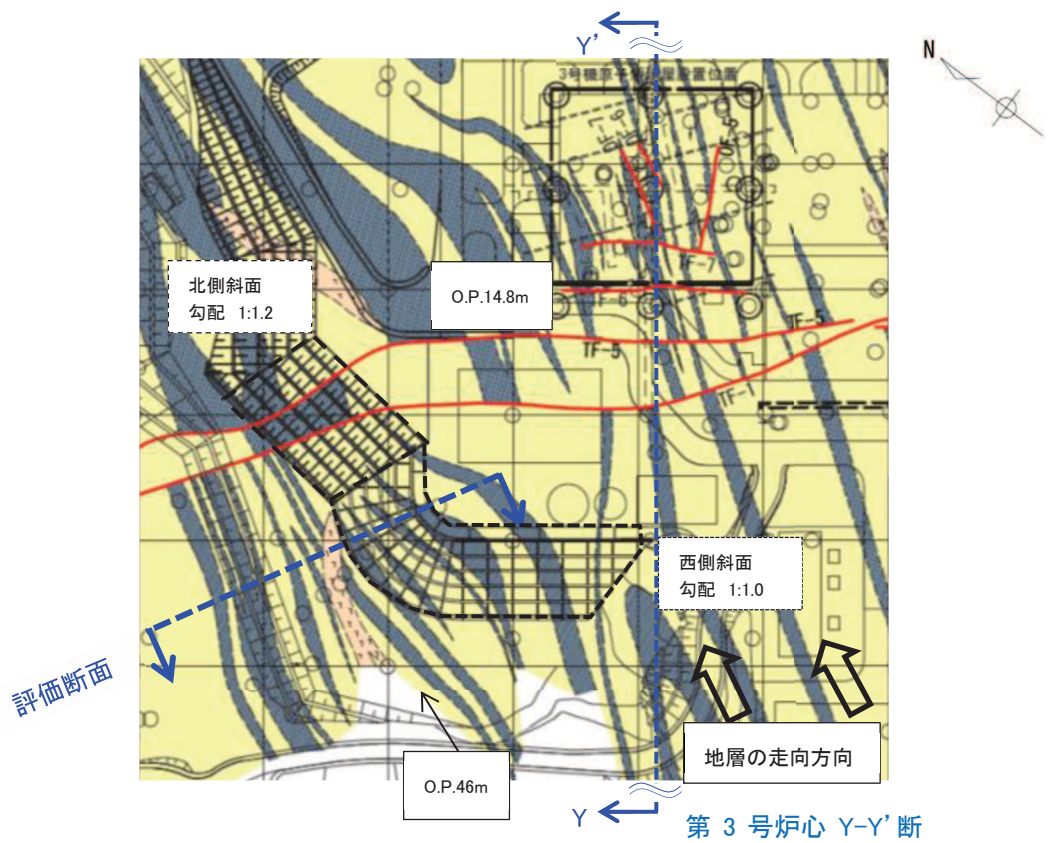 Y’
N
3号機原子炉建屋設置位置
TF-7
北側斜面
勾配 1:1.2
O.P.14.8m
TF-5
TF-5
TF-1
西側斜面
勾配 1:1.0
評価断面
地層の走向方向
O.P.46m
Y
第 3 号炉心 Y-Y’断